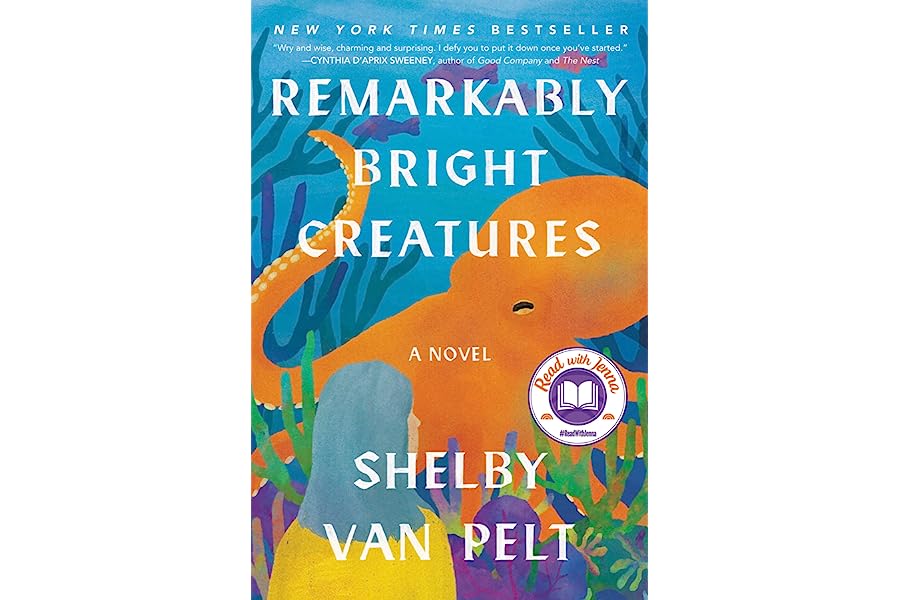 NEW YORK TIMES BESTSELLER
“Wry and wise, charming and surprising. I defy you to put it down once you’ve started.”
—CYNTHIA D’APRIX SWEENEY, author of Good Company and The Nest
REMARKABLY
BRIGHT
CREATURES
A NOVEL
Read with Jenna
#ReadWithJenna
SHELBY
VAN PELT